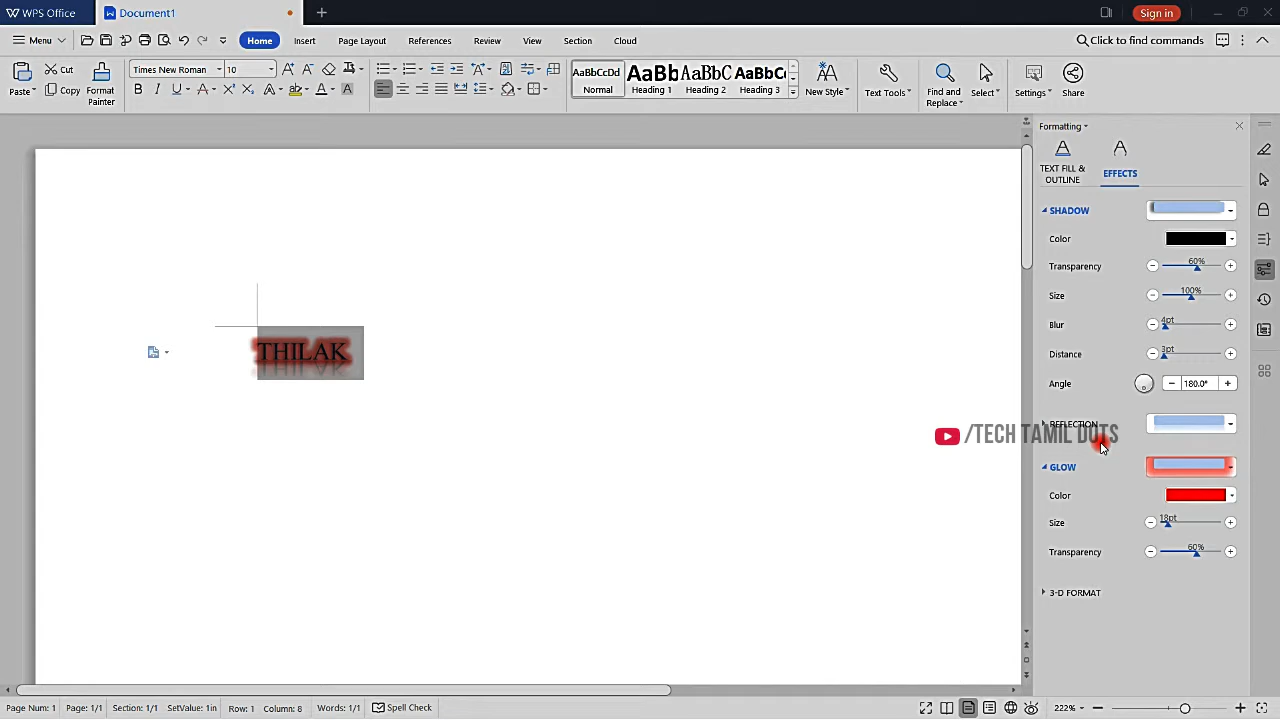 WPS Office
Document1
Sign in
Menu
Home
Insert
Page Layout
References
Review
View
Section
Cloud
Click to find commands
Paste
Cut
Copy
Format
Painter
Times New Roman
10
B I U
AaBbCcDd
Normal
AaBb
Heading 1
AaBbC
Heading 2
AaBbC
Heading 3
New Style
Text Tools
Find and
Replace
Select
Settings
Share
Formatting
TEXT FILL &
OUTLINE
EFFECTS
SHADOW
Color
Transparency
60%
Size
100%
Blur
4pt
Distance
3pt
Angle
180.0°
REFLECTION
/TECH TAMIL DUTS
GLOW
Color
Size
18pt
Transparency
60%
3-D FORMAT
THILAK
Page Num: 1
Page: 1/1
Section: 1/1
SetValue: 1in
Row: 1
Column: 8
Words: 1/1
Spell Check
222%